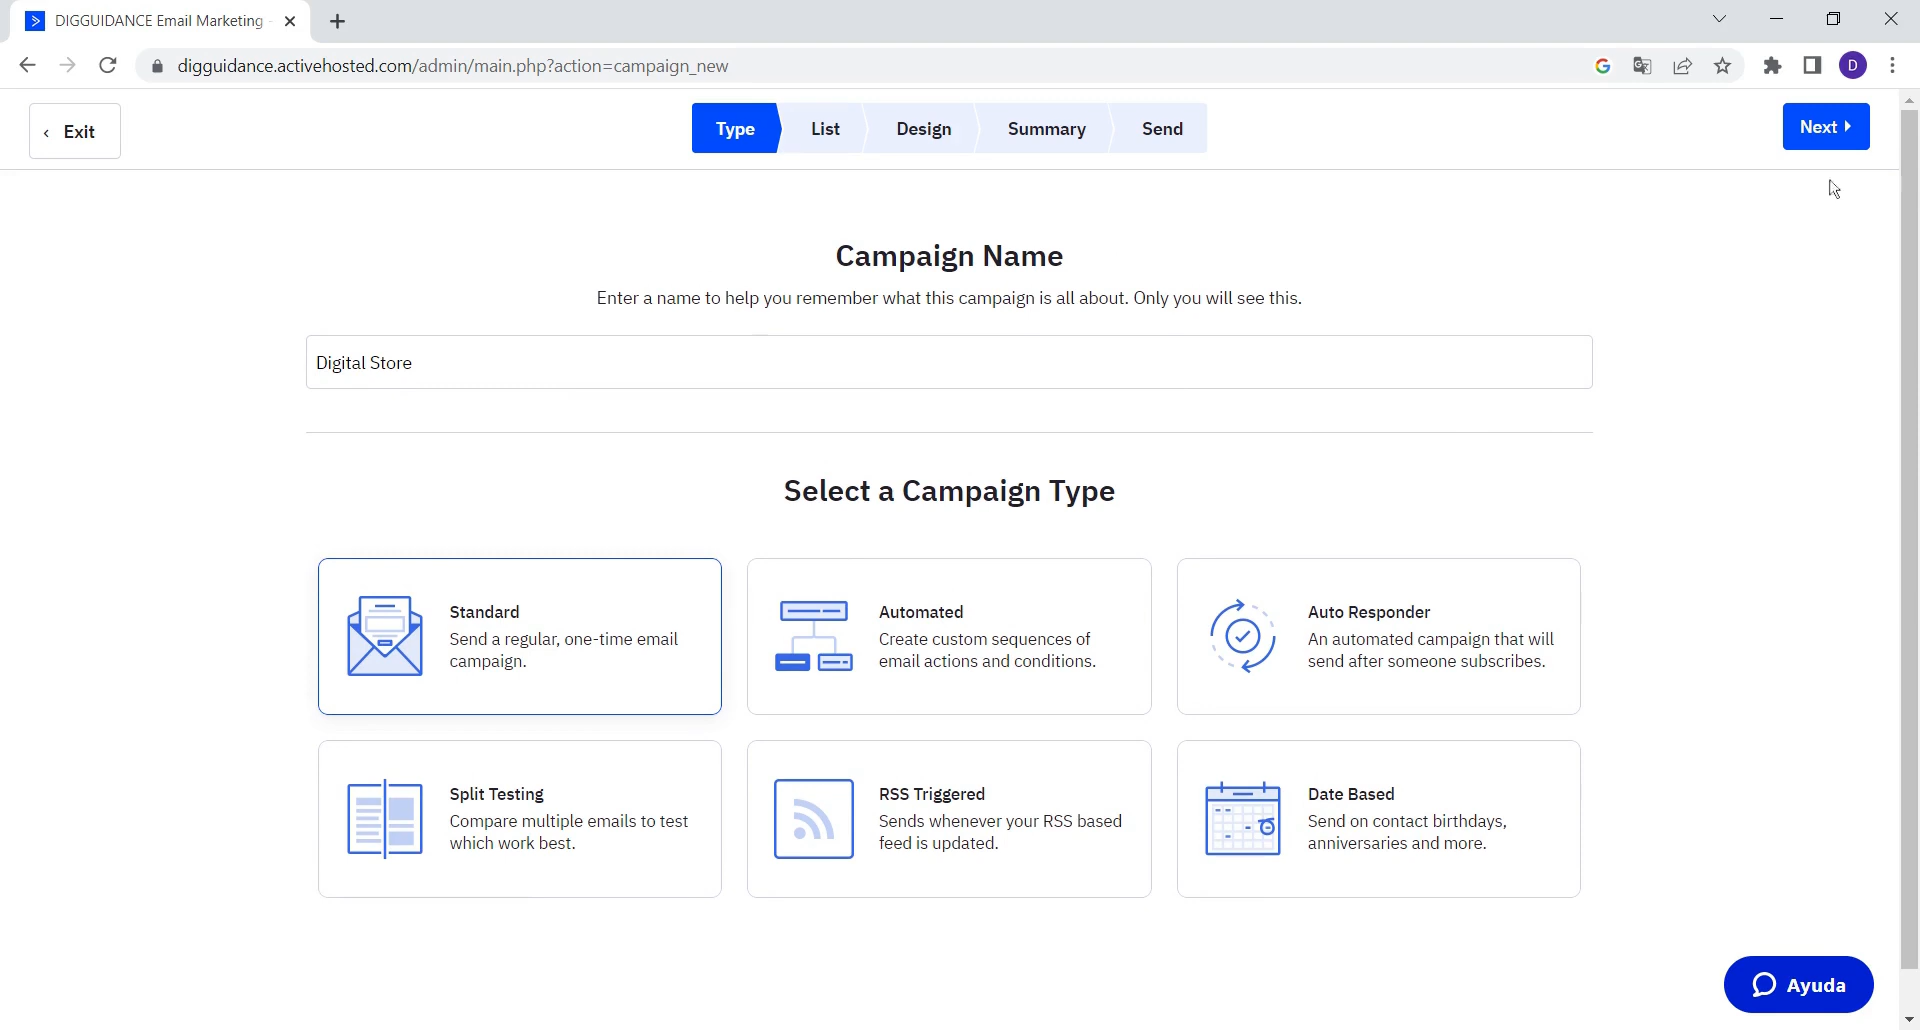 DIGGUIDANCE Email Marketing -
digguidance.activehosted.com/admin/main.php?action=campaign_new
D
Exit
Type
List
Design
Summary
Send
Next
Campaign Name
Enter a name to help you remember what this campaign is all about. Only you will see this.
Digital Store
Select a Campaign Type
Standard
Send a regular, one-time email
campaign.
Automated
Create custom sequences of
email actions and conditions.
Auto Responder
An automated campaign that will
send after someone subscribes.
Split Testing
Compare multiple emails to test
which work best.
RSS Triggered
Sends whenever your RSS based
feed is updated.
Date Based
Send on contact birthdays,
anniversaries and more.
Ayuda